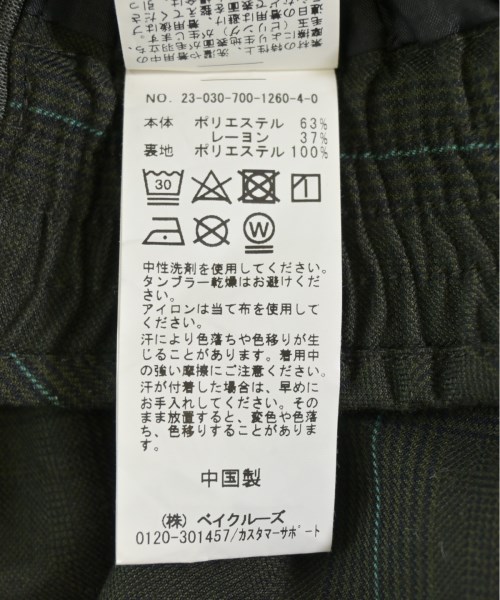 NO. 23-030-700-1260-4-0
本体 ポリエステル 63%
レーヨン 37%
裏地 ポリエステル 100%
30
中性洗剤を使用してください。
タンブラー乾燥はお避けくだ
さい。
アイロンは当て布を使用して
ください。
汗により色落ちや色移りが生
じることがあります。着用中
の強い摩擦にご注意ください。
汗が付着した場合は、早めに
お手入れしてください。その
まま放置すると、変色や色落
ち、色移りすることがありま
す。
中国製
(株) ベイクルーズ
0120-301457/カスタマーサポート